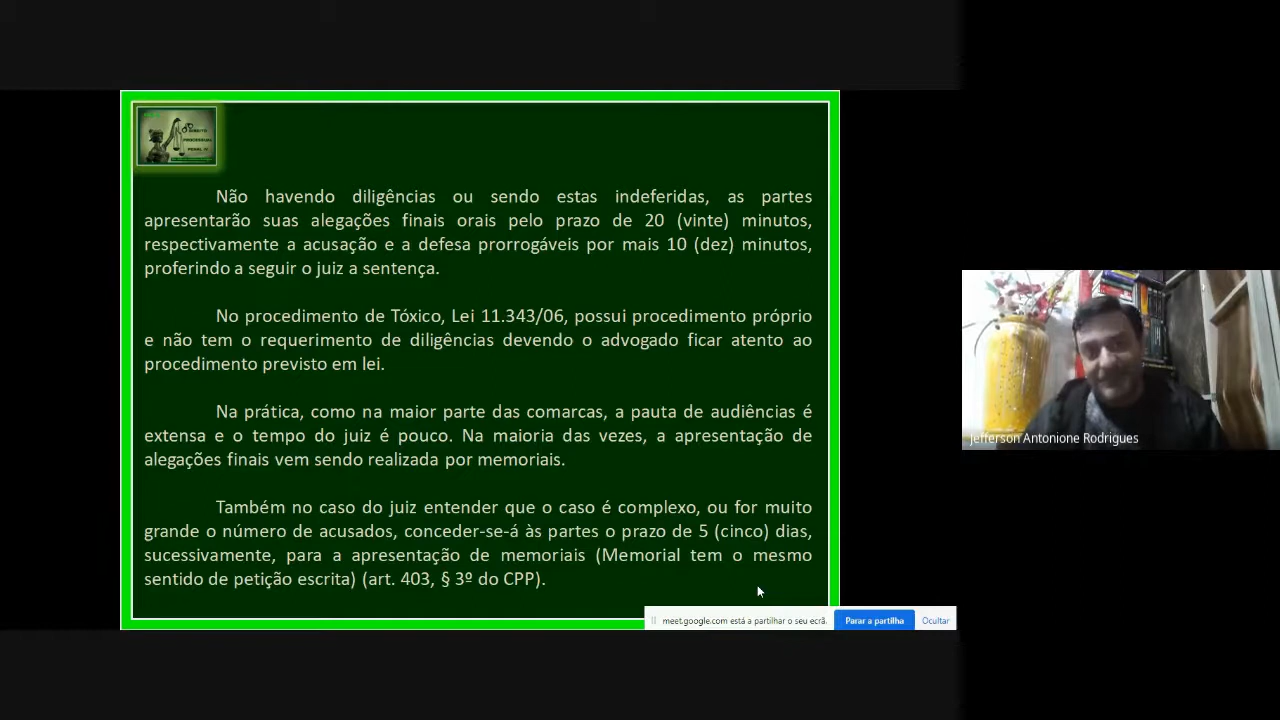 DIREITO
PROCESSUAL
PENAL III
Não havendo diligências ou sendo estas indeferidas, as partes
apresentarão suas alegações finais orais pelo prazo de 20 (vinte) minutos,
respectivamente a acusação e a defesa prorrogáveis por mais 10 (dez) minutos,
proferindo a seguir o juiz a sentença.
No procedimento de Tóxico, Lei 11.343/06, possui procedimento próprio
e não tem o requerimento de diligências devendo o advogado ficar atento ao
procedimento previsto em lei.
Na prática, como na maior parte das comarcas, a pauta de audiências é
extensa e o tempo do juiz é pouco. Na maioria das vezes, a apresentação de
alegações finais vem sendo realizada por memoriais.
Também no caso do juiz entender que o caso é complexo, ou for muito
grande o número de acusados, conceder-se-á às partes o prazo de 5 (cinco) dias,
sucessivamente, para a apresentação de memoriais (Memorial tem o mesmo
sentido de petição escrita) (art. 403, § 3º do CPP).
Jefferson Antonione Rodrigues
meet.google.com está a partilhar o seu ecrã.
Parar a partilha
Ocultar